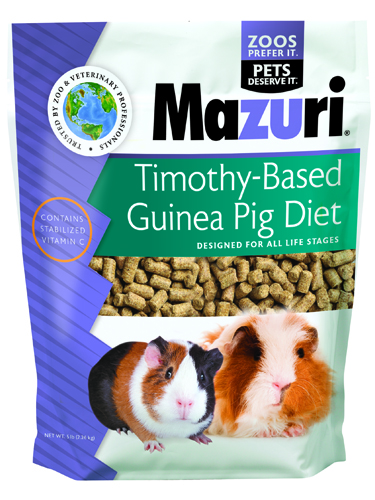 ZOOS
PREFER IT.
PETS
DESERVE IT.
TRUSTED BY ZOO & VETERINARY PROFESSIONALS
Mazuri®
Timothy-Based
Guinea Pig Diet
DESIGNED FOR ALL LIFE STAGES
CONTAINS
STABILIZED
VITAMIN C